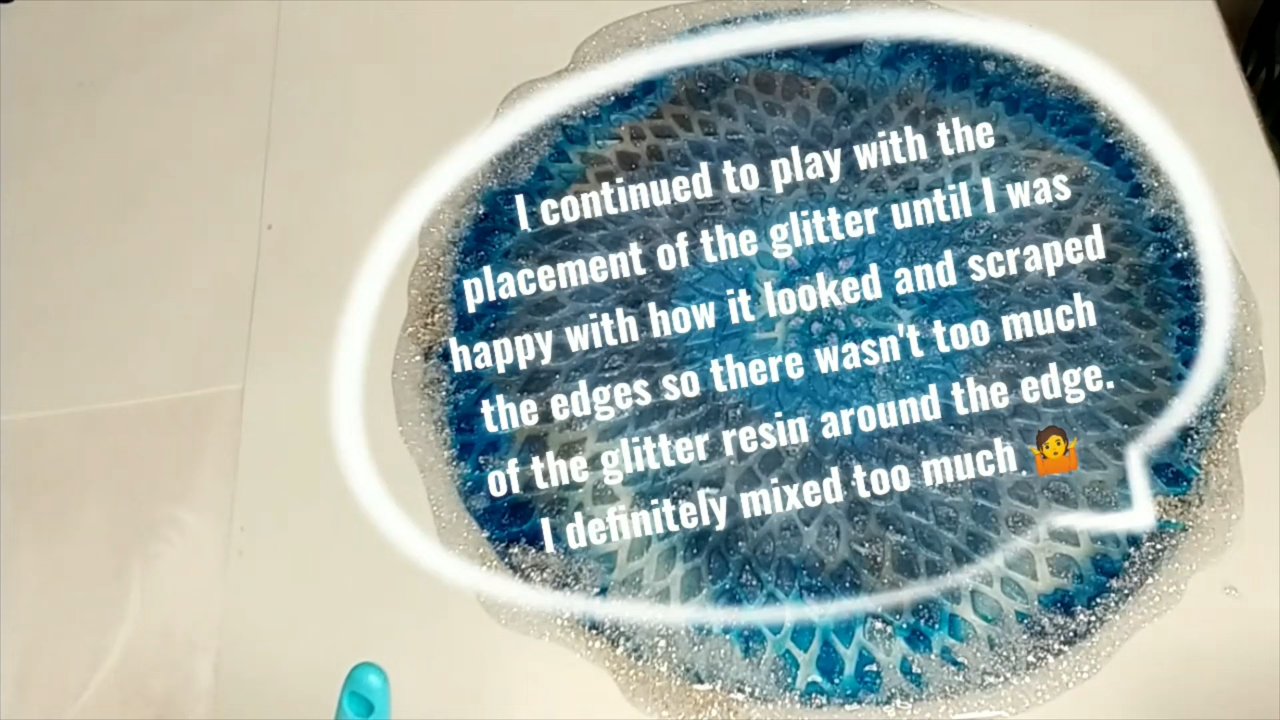 I continued to play with the
placement of the glitter until I was
happy with how it looked and scraped
the edges so there wasn't too much
of the glitter resin around the edge.
I definitely mixed too much. 🤷